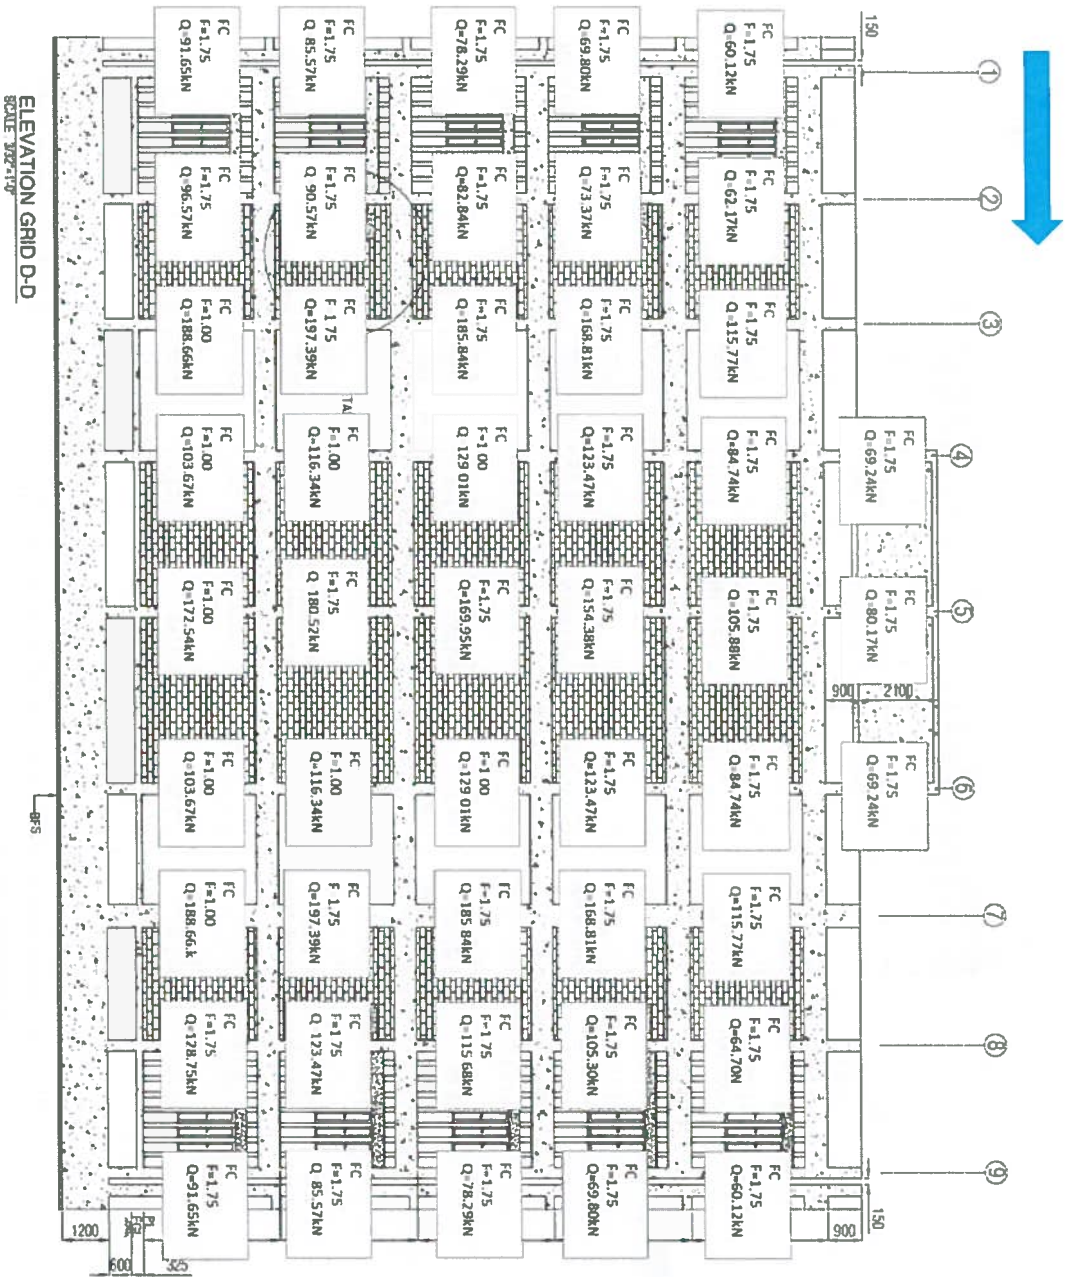 150
1
2
3
4
5
6
7
8
9
150
FC
F=1.75
Q=69.24kN
FC
F=1.75
Q=80.17kN
FC
F=1.75
Q=69.24kN
2100
900
900
FC
F=1.75
Q=60.12kN
FC
F=1.75
Q=62.17kN
FC
F=1.75
Q=115.77kN
FC
F=1.75
Q=84.74kN
FC
F=1.75
Q=105.88kN
FC
F=1.75
Q=84.74kN
FC
F=1.75
Q=115.77kN
FC
F=1.75
Q=64.70N
FC
F=1.75
Q=60.12kN
FC
F=1.75
Q=69.80kN
FC
F=1.75
Q=73.37kN
FC
F=1.75
Q=168.81kN
FC
F=1.75
Q=123.47kN
FC
F=1.75
Q=154.38kN
FC
F=1.75
Q=123.47kN
FC
F=1.75
Q=168.81kN
FC
F=1.75
Q=105.30kN
FC
F=1.75
Q=69.80kN
FC
F=1.75
Q=78.29kN
FC
F=1.75
Q=82.84kN
FC
F=1.75
Q=185.84kN
FC
F=1.00
Q=129.01kN
FC
F=1.75
Q=169.95kN
FC
F=1.00
Q=129.01kN
FC
F=1.75
Q=185.84kN
FC
F=1.75
Q=115.68kN
FC
F=1.75
Q=78.29kN
TA
FC
F=1.75
Q 85.57kN
FC
F=1.75
Q 90.57kN
FC
F 1.75
Q=197.39kN
FC
F=1.00
Q=116.34kN
FC
F=1.75
Q 180.52kN
FC
F=1.00
Q=116.34kN
FC
F 1.75
Q=197.39kN
FC
F=1.75
Q 123.47kN
FC
F=1.75
Q 85.57kN
FC
F=1.75
Q=91.65kN
FC
F=1.75
Q=96.57kN
FC
F=1.00
Q=188.66kN
FC
F=1.00
Q=103.67kN
FC
F=1.00
Q=172.54kN
FC
F=1.00
Q=103.67kN
FC
F=1.00
Q=188.66.k
FC
F=1.75
Q=128.75kN
FC
F=1.75
Q=91.65kN
325
600
1200
BFS
ELEVATION GRID D-D
SCALE 3/32"=1'0"